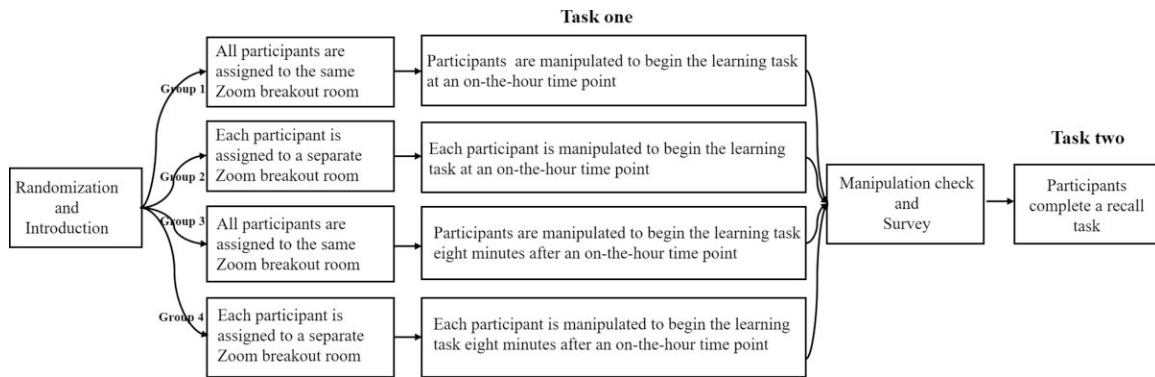 Task one
All participants are
assigned to the same
Zoom breakout room
Participants are manipulated to begin the learning task
at an on-the-hour time point
Group 1
Each participant is
assigned to a separate
Zoom breakout room
Each participant is manipulated to begin the learning
task at an on-the-hour time point
Group 2
Task two
Randomization
and
Introduction
Manipulation check
and
Survey
Participants
complete a recall
task
Group 3
All participants are
assigned to the same
Zoom breakout room
Participants are manipulated to begin the learning task
eight minutes after an on-the-hour time point
Group 4
Each participant is
assigned to a separate
Zoom breakout room
Each participant is manipulated to begin the learning
task eight minutes after an on-the-hour time point